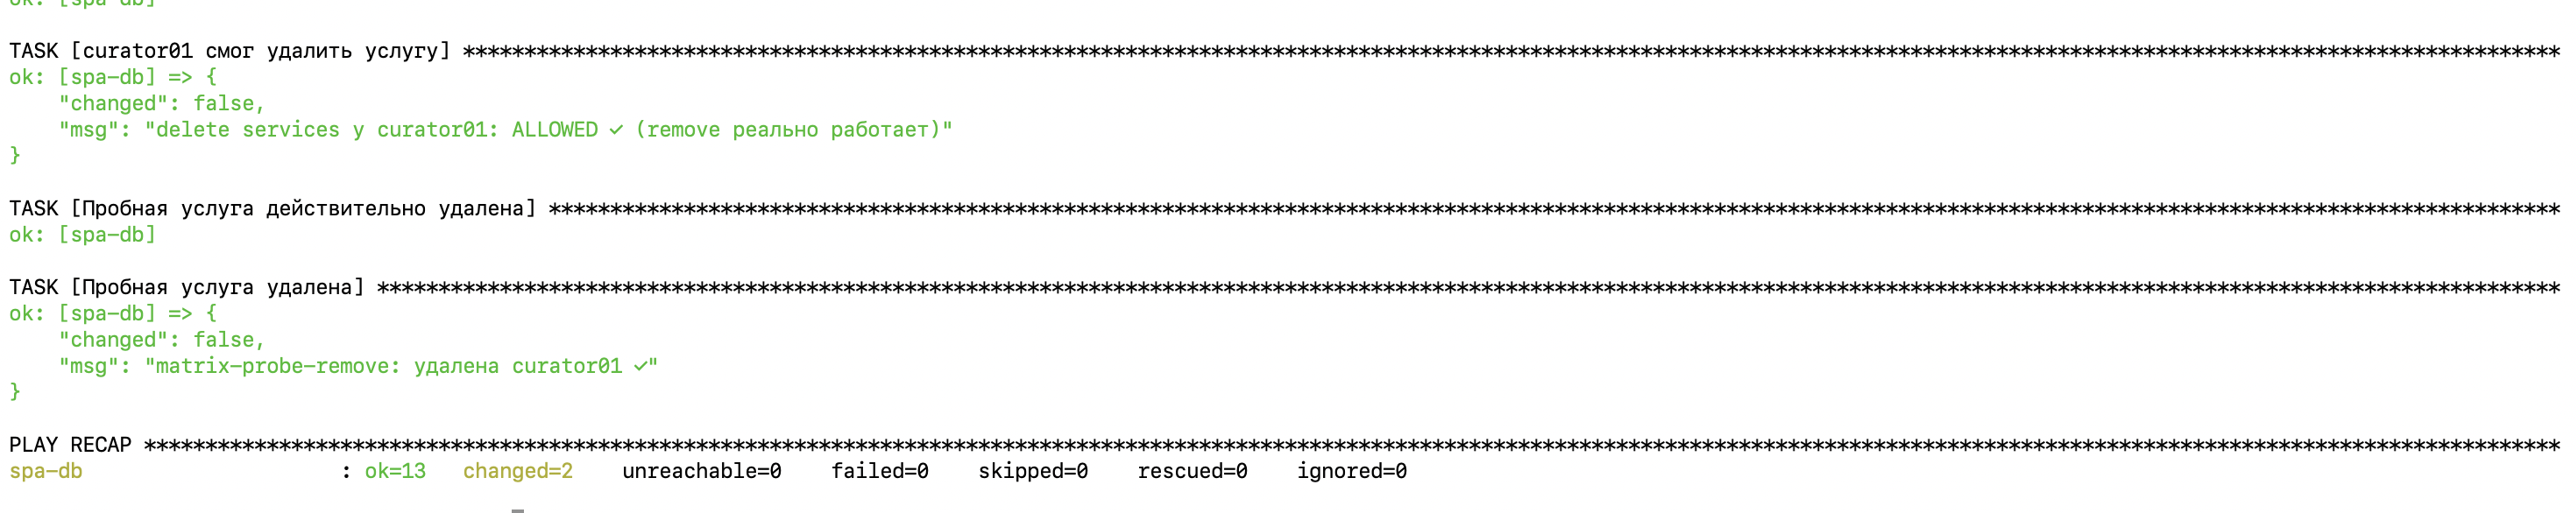 ok: [spa-db]
TASK [curator01 смог удалить услугу] ****************************************************************************************************************************************************************************
ok: [spa-db] => {
    "changed": false,
    "msg": "delete services у curator01: ALLOWED ✓ (remove реально работает)"
}
TASK [Пробная услуга действительно удалена] *********************************************************************************************************************************************************************
ok: [spa-db]
TASK [Пробная услуга удалена] ***********************************************************************************************************************************************************************************
ok: [spa-db] => {
    "changed": false,
    "msg": "matrix-probe-remove: удалена curator01 ✓"
}
PLAY RECAP ******************************************************************************************************************************************************************************************************
spa-db                     : ok=13   changed=2    unreachable=0    failed=0    skipped=0    rescued=0    ignored=0